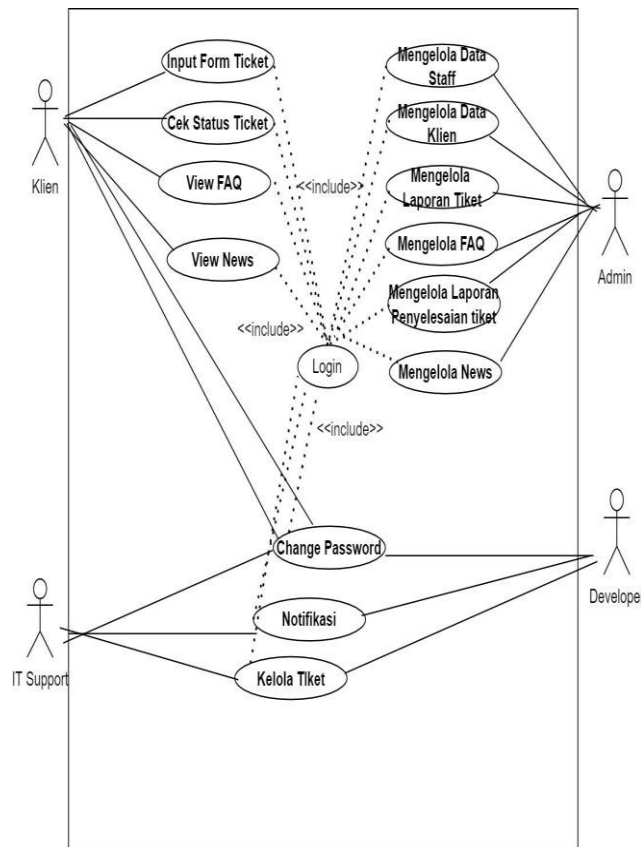 Input Form Ticket
Cek Status Ticket
View FAQ
View News
Klien
<<include>>
<<include>>
Login
<<include>>
Mengelola Data
Staff
Mengelola Data
Klien
Mengelola
Laporan Tiket
Mengelola FAQ
Mengelola Laporan
Penyelesaian tiket
Mengelola News
Admin
Change Password
Notifikasi
Kelola TIket
IT Support
Developer